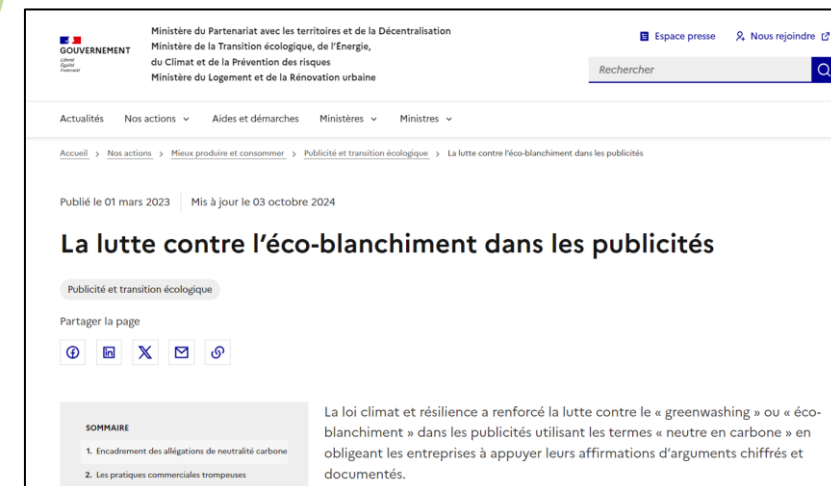 Ministère du Partenariat avec les territoires et de la Décentralisation
Ministère de la Transition écologique, de l'Énergie,
du Climat et de la Prévention des risques
Ministère du Logement et de la Rénovation urbaine
GOUVERNEMENT
Liberté
Égalité
Fraternité
Espace presse
Nous rejoindre
Rechercher
Actualités Nos actions Aides et démarches Ministères Ministres
Accueil > Nos actions > Mieux produire et consommer > Publicité et transition écologique > La lutte contre l'éco-blanchiment dans les publicités
Publié le 01 mars 2023 Mis à jour le 03 octobre 2024
La lutte contre l'éco-blanchiment dans les publicités
Publicité et transition écologique
Partager la page
SOMMAIRE
1. Encadrement des allégations de neutralité carbone
2. Les pratiques commerciales trompeuses
La loi climat et résilience a renforcé la lutte contre le « greenwashing » ou « éco-
blanchiment » dans les publicités utilisant les termes « neutre en carbone » en
obligeant les entreprises à appuyer leurs affirmations d'arguments chiffrés et
documentés.